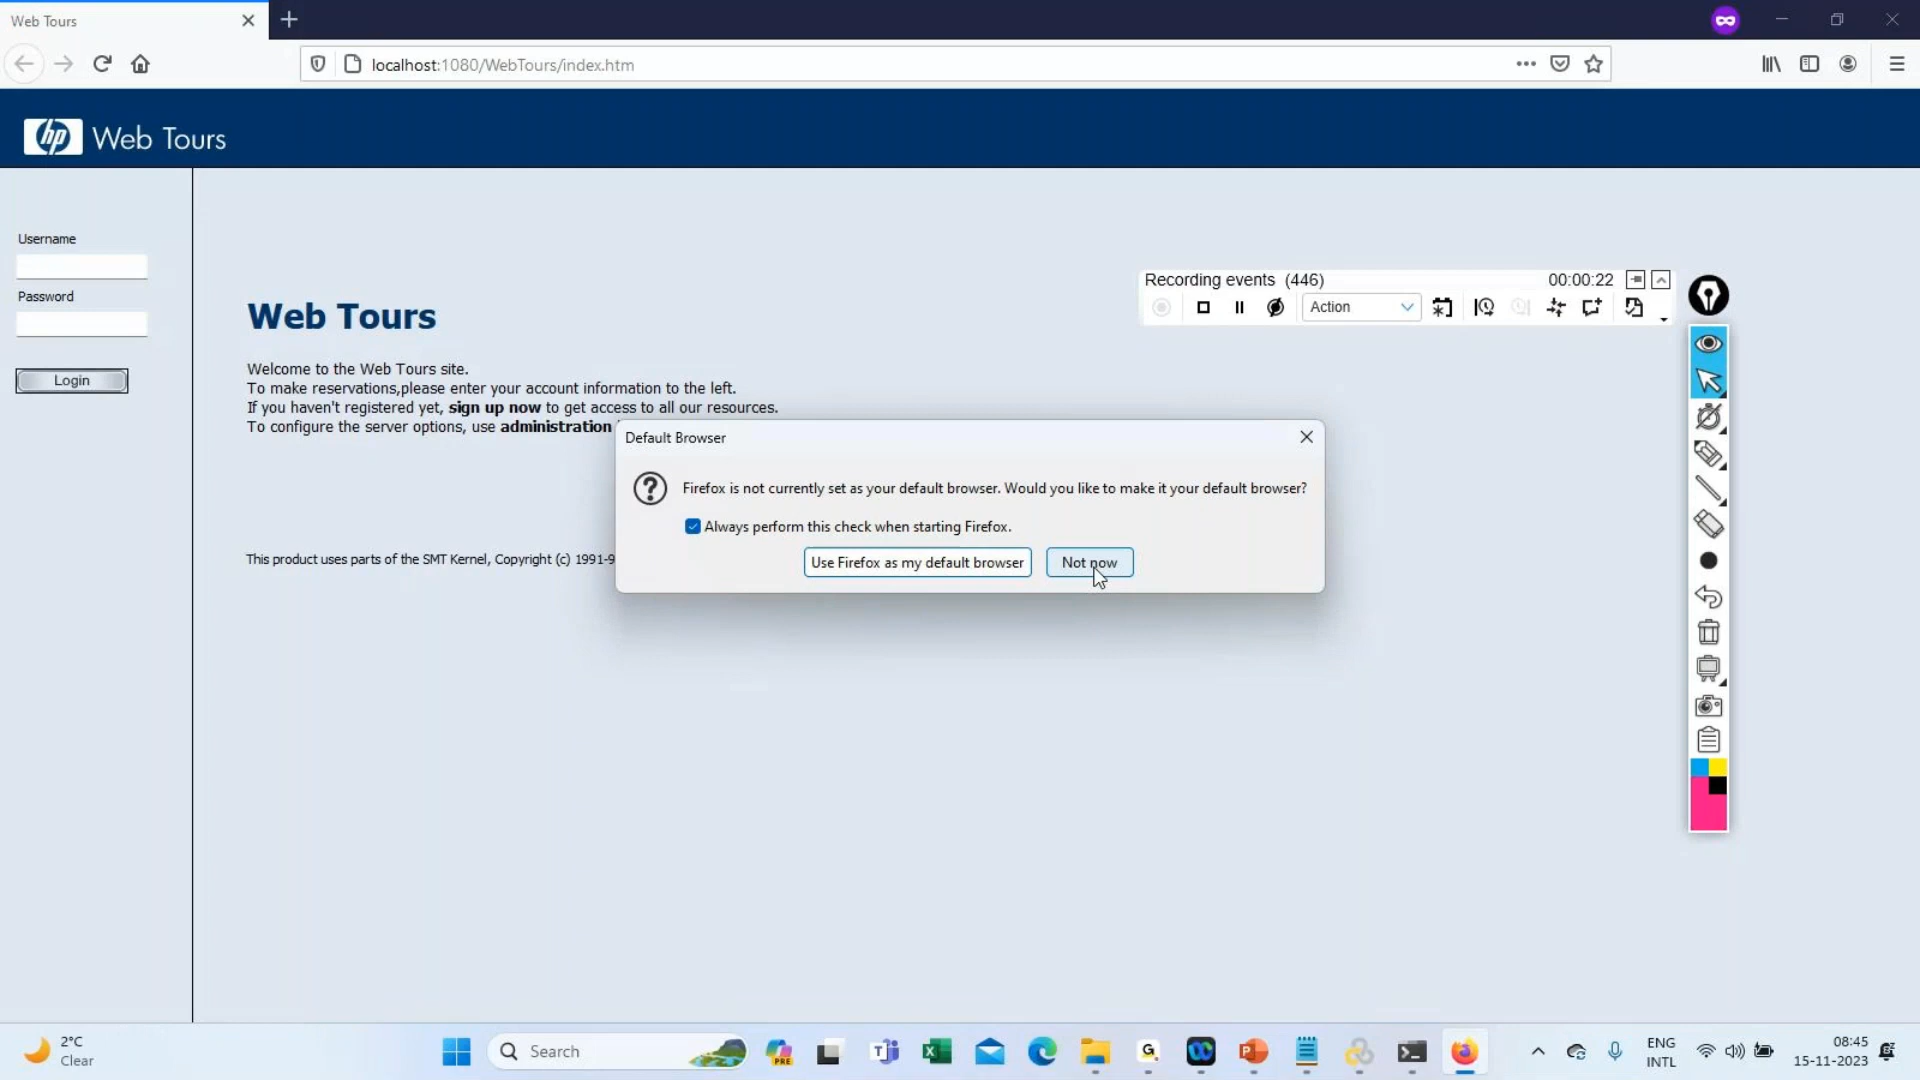 Web Tours
localhost:1080/WebTours/index.htm
hp Web Tours
Username
Password
Login
Web Tours
Welcome to the Web Tours site.
To make reservations,please enter your account information to the left.
If you haven't registered yet, sign up now to get access to all our resources.
To configure the server options, use administration
This product uses parts of the SMT Kernel, Copyright (c) 1991-9
Recording events (446) 00:00:22
Action
Default Browser
Firefox is not currently set as your default browser. Would you like to make it your default browser?
Always perform this check when starting Firefox.
Use Firefox as my default browser Not now
2°C
Clear
Search
PRE
ENG
INTL
08:45
15-11-2023